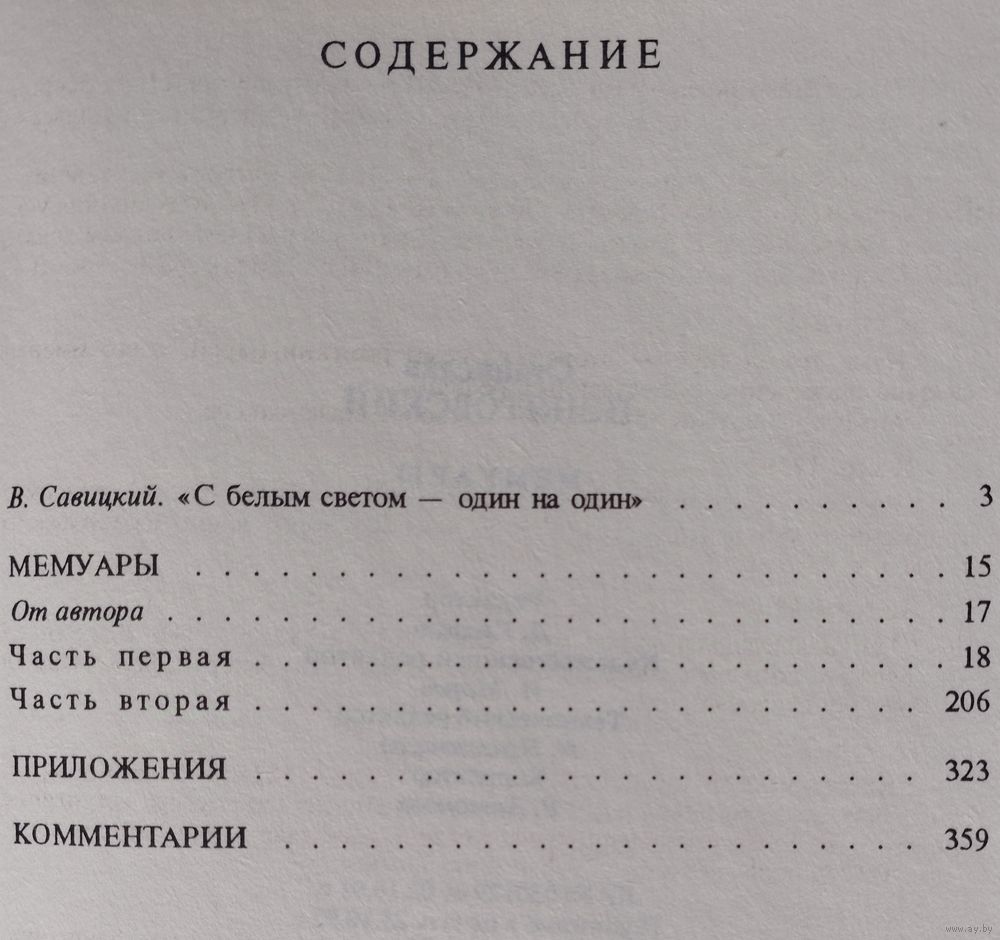 СОДЕРЖАНИЕ
В. Савицкий. «С белым светом — один на один» . . . . . . . . . . 3
МЕМУАРЫ . . . . . . . . . . . . . . . . . . . . . . . . . . . 15
От автора . . . . . . . . . . . . . . . . . . . . . . . . . . . . 17
Часть первая . . . . . . . . . . . . . . . . . . . . . . . . . 18
Часть вторая . . . . . . . . . . . . . . . . . . . . . . . . 206
ПРИЛОЖЕНИЯ . . . . . . . . . . . . . . . . . . . . . . . . 323
КОММЕНТАРИИ . . . . . . . . . . . . . . . . . . . . . . . 359
www.ay.by